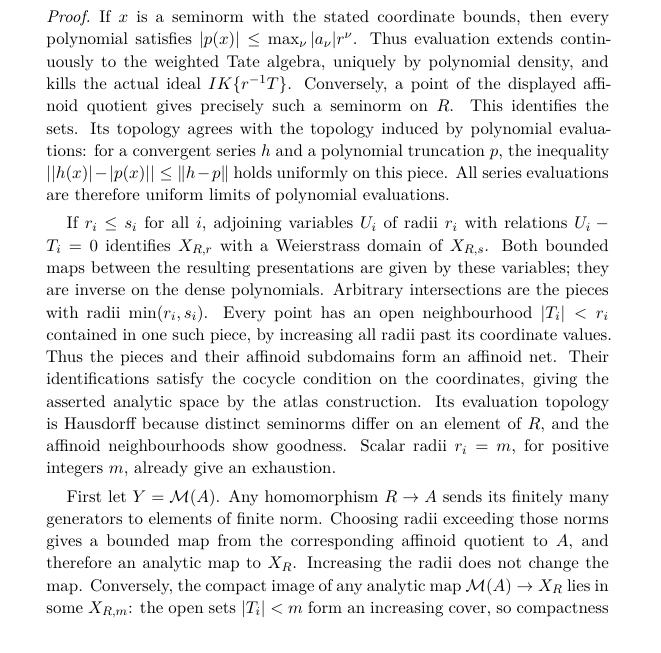 Proof. If x is a seminorm with the stated coordinate bounds, then every
polynomial satisfies |p(x)| ≤ max_ν |a_ν|r^ν. Thus evaluation extends contin-
uously to the weighted Tate algebra, uniquely by polynomial density, and
kills the actual ideal IK{r⁻¹T}. Conversely, a point of the displayed affi-
noid quotient gives precisely such a seminorm on R. This identifies the
sets. Its topology agrees with the topology induced by polynomial evalua-
tions: for a convergent series h and a polynomial truncation p, the inequality
||h(x)|−|p(x)|| ≤ ‖h−p‖ holds uniformly on this piece. All series evaluations
are therefore uniform limits of polynomial evaluations.
If r_i ≤ s_i for all i, adjoining variables U_i of radii r_i with relations U_i −
T_i = 0 identifies X_{R,r} with a Weierstrass domain of X_{R,s}. Both bounded
maps between the resulting presentations are given by these variables; they
are inverse on the dense polynomials. Arbitrary intersections are the pieces
with radii min(r_i, s_i). Every point has an open neighbourhood |T_i| < r_i
contained in one such piece, by increasing all radii past its coordinate values.
Thus the pieces and their affinoid subdomains form an affinoid net. Their
identifications satisfy the cocycle condition on the coordinates, giving the
asserted analytic space by the atlas construction. Its evaluation topology
is Hausdorff because distinct seminorms differ on an element of R, and the
affinoid neighbourhoods show goodness. Scalar radii r_i = m, for positive
integers m, already give an exhaustion.
First let Y = ℳ(A). Any homomorphism R → A sends its finitely many
generators to elements of finite norm. Choosing radii exceeding those norms
gives a bounded map from the corresponding affinoid quotient to A, and
therefore an analytic map to X_R. Increasing the radii does not change the
map. Conversely, the compact image of any analytic map ℳ(A) → X_R lies in
some X_{R,m}: the open sets |T_i| < m form an increasing cover, so compactness